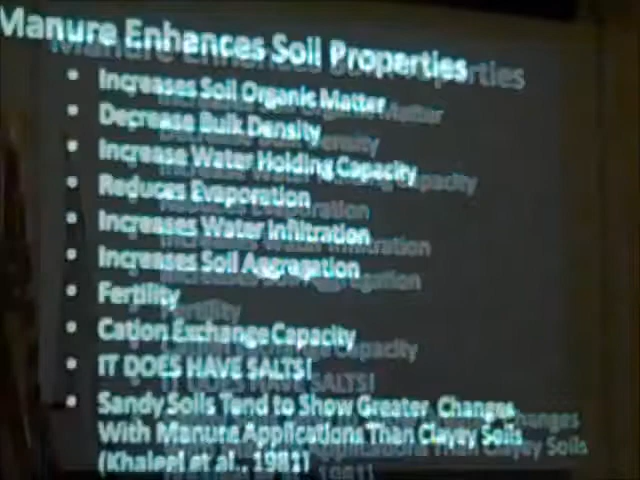 Manure Enhances Soil Properties
• Increases Soil Organic Matter
• Decrease Bulk Density
• Increase Water Holding Capacity
• Reduces Evaporation
• Increases Water Infiltration
• Increases Soil Aggregation
• Fertility
• Cation Exchange Capacity
• IT DOES HAVE SALTS!
• Sandy Soils Tend to Show Greater Changes
With Manure Applications Than Clayey Soils
(Khaleel et al., 1981)